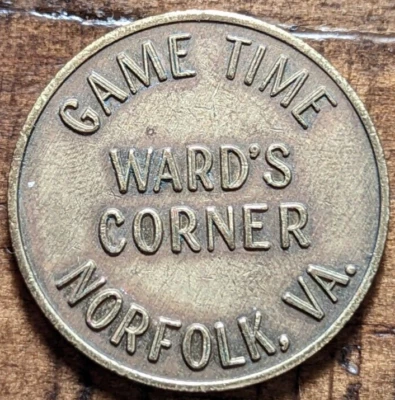 GAME TIME
WARD'S
CORNER
NORFOLK, VA.